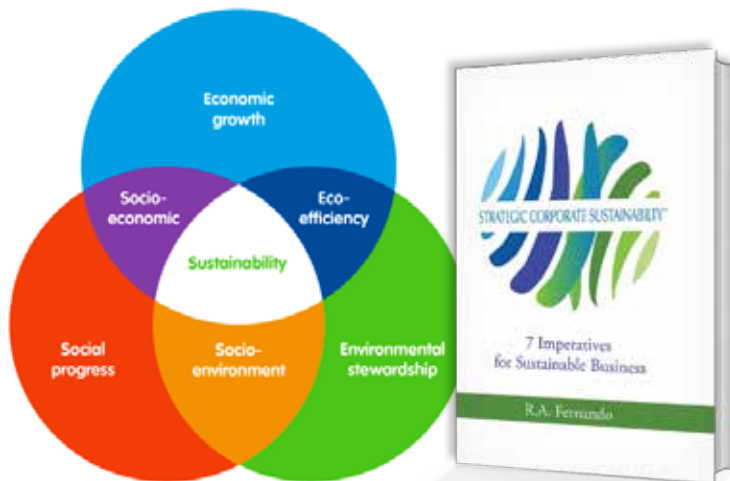 Economic
growth
Socio-
economic
Eco-
efficiency
Sustainability
Social
progress
Socio-
environment
Environmental
stewardship
STRATEGIC CORPORATE SUSTAINABILITY™
7 Imperatives
for Sustainable Business
R.A. Fernando